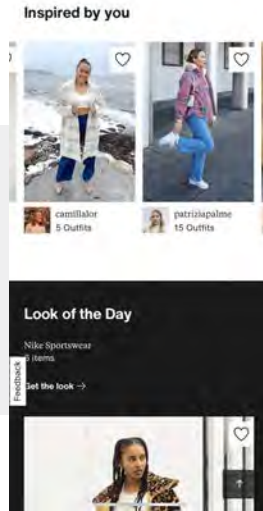 Inspired by you
camillalor
5 Outfits
patriziapalme
15 Outfits
Look of the Day
Nike Sportswear
items
Feedback
Get the look →